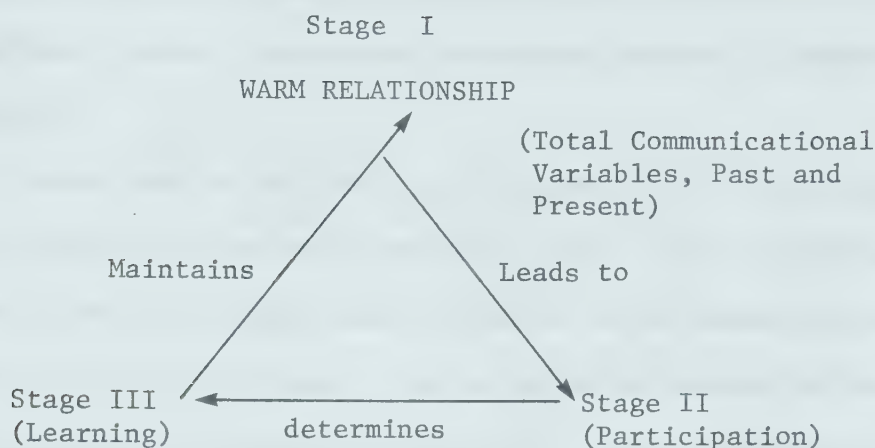 Stage I
WARM RELATIONSHIP
(Total Communicational
Variables, Past and
Present)
Maintains
Leads to
Stage III
(Learning)
determines
Stage II
(Participation)